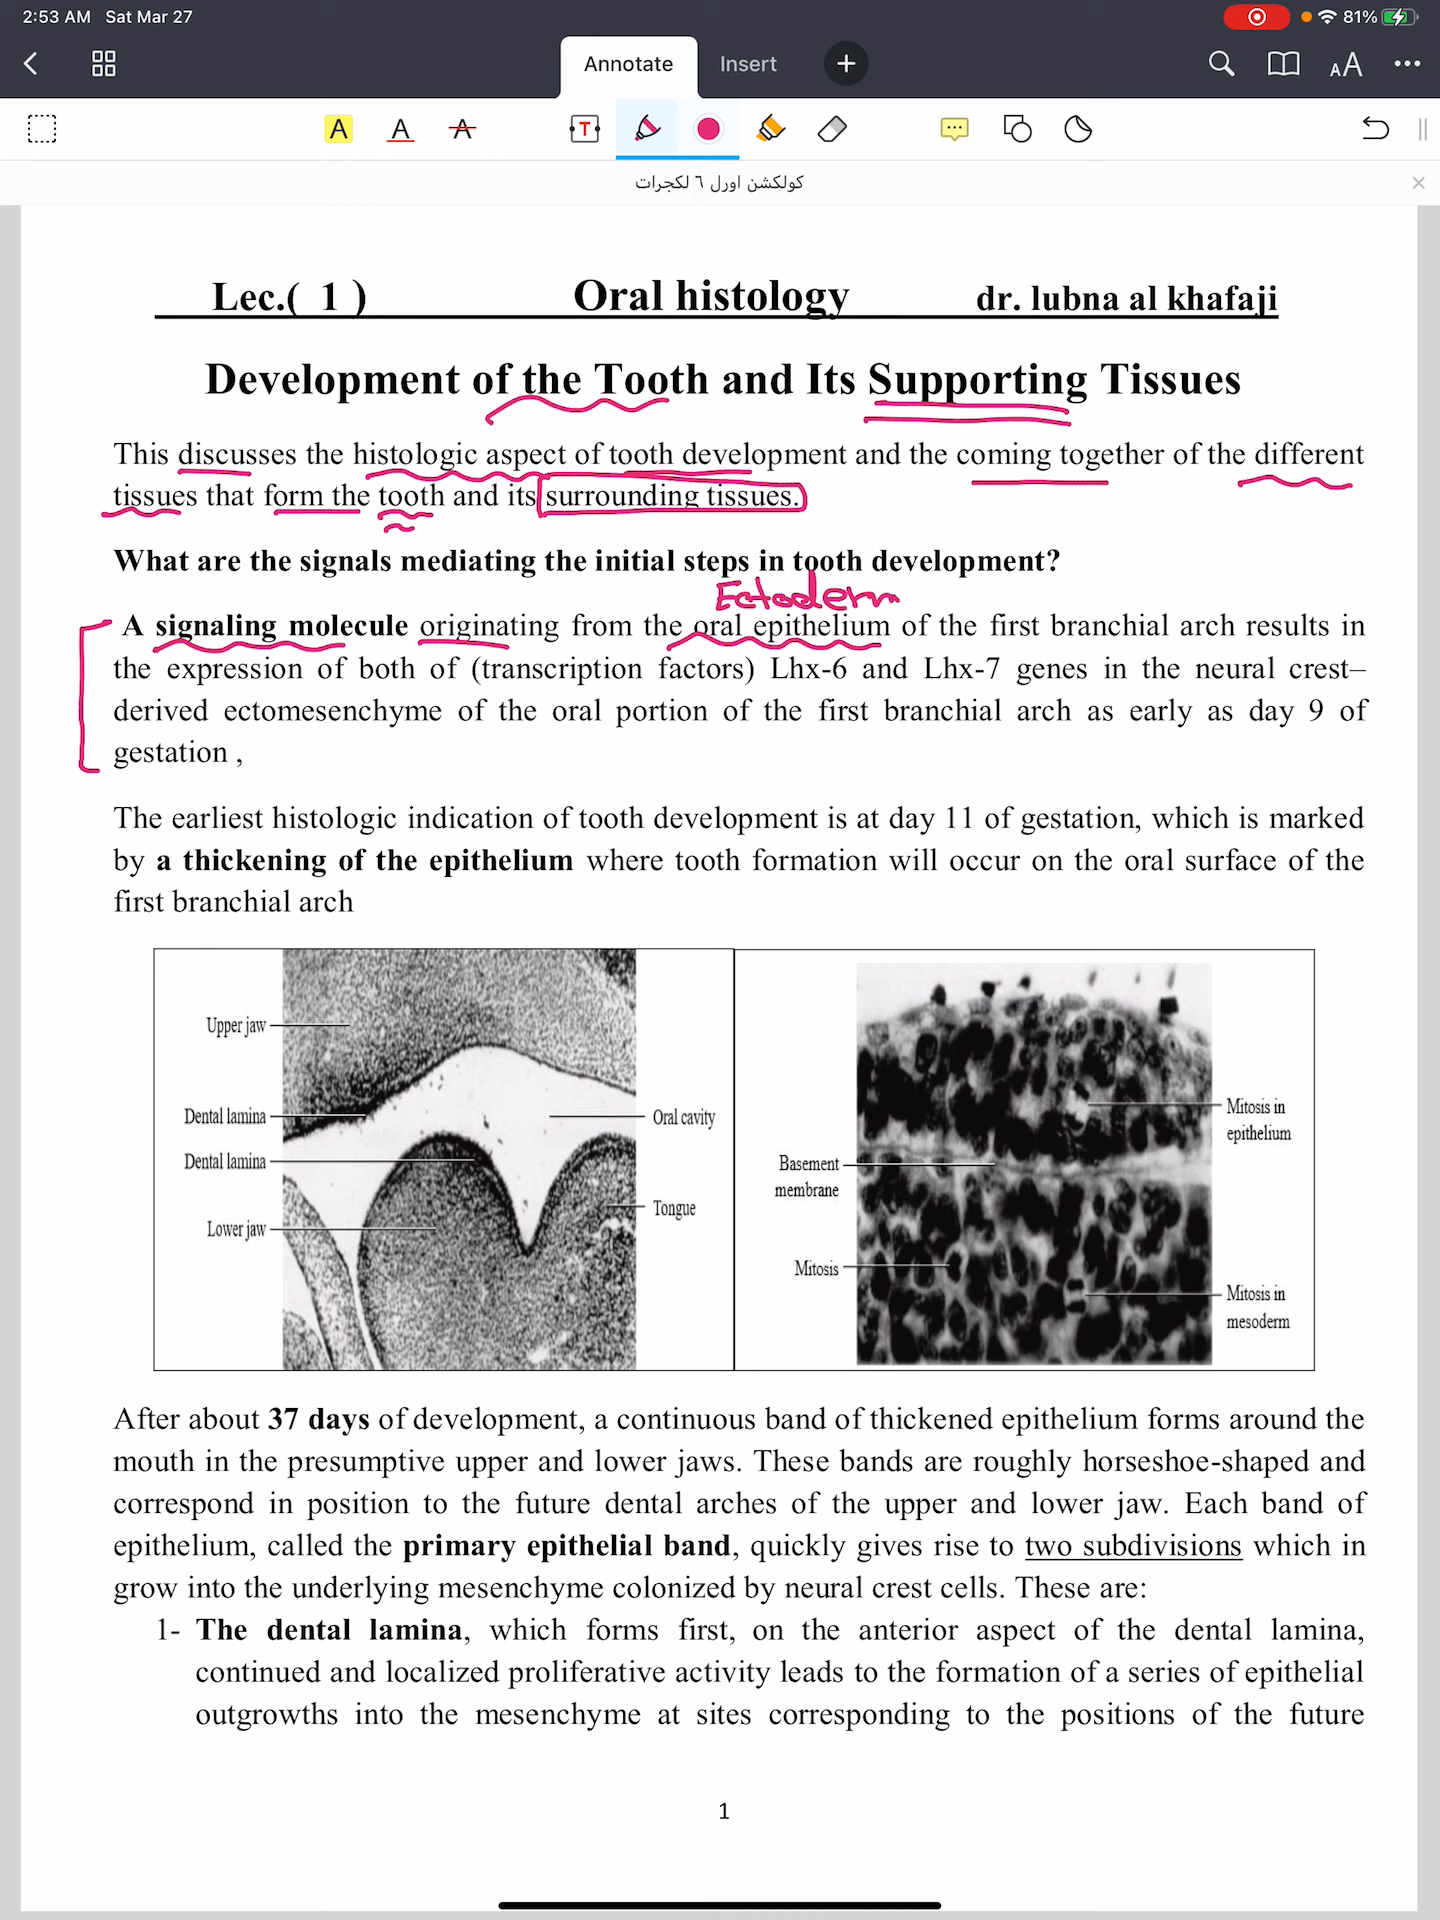 2:53 AM Sat Mar 27
81%
Annotate
Insert
كولكشن اورل ٦ لكجرات
Lec.( 1 ) Oral histology dr. lubna al khafaji
Development of the Tooth and Its Supporting Tissues
This discusses the histologic aspect of tooth development and the coming together of the different
tissues that form the tooth and its surrounding tissues.
What are the signals mediating the initial steps in tooth development?
Ectoderm
A signaling molecule originating from the oral epithelium of the first branchial arch results in
the expression of both of (transcription factors) Lhx-6 and Lhx-7 genes in the neural crest–
derived ectomesenchyme of the oral portion of the first branchial arch as early as day 9 of
gestation ,
The earliest histologic indication of tooth development is at day 11 of gestation, which is marked
by a thickening of the epithelium where tooth formation will occur on the oral surface of the
first branchial arch
Upper jaw
Dental lamina
Dental lamina
Lower jaw
Oral cavity
Tongue
Basement
membrane
Mitosis
Mitosis in
epithelium
Mitosis in
mesoderm
After about 37 days of development, a continuous band of thickened epithelium forms around the
mouth in the presumptive upper and lower jaws. These bands are roughly horseshoe-shaped and
correspond in position to the future dental arches of the upper and lower jaw. Each band of
epithelium, called the primary epithelial band, quickly gives rise to two subdivisions which in
grow into the underlying mesenchyme colonized by neural crest cells. These are:
1- The dental lamina, which forms first, on the anterior aspect of the dental lamina,
continued and localized proliferative activity leads to the formation of a series of epithelial
outgrowths into the mesenchyme at sites corresponding to the positions of the future
1